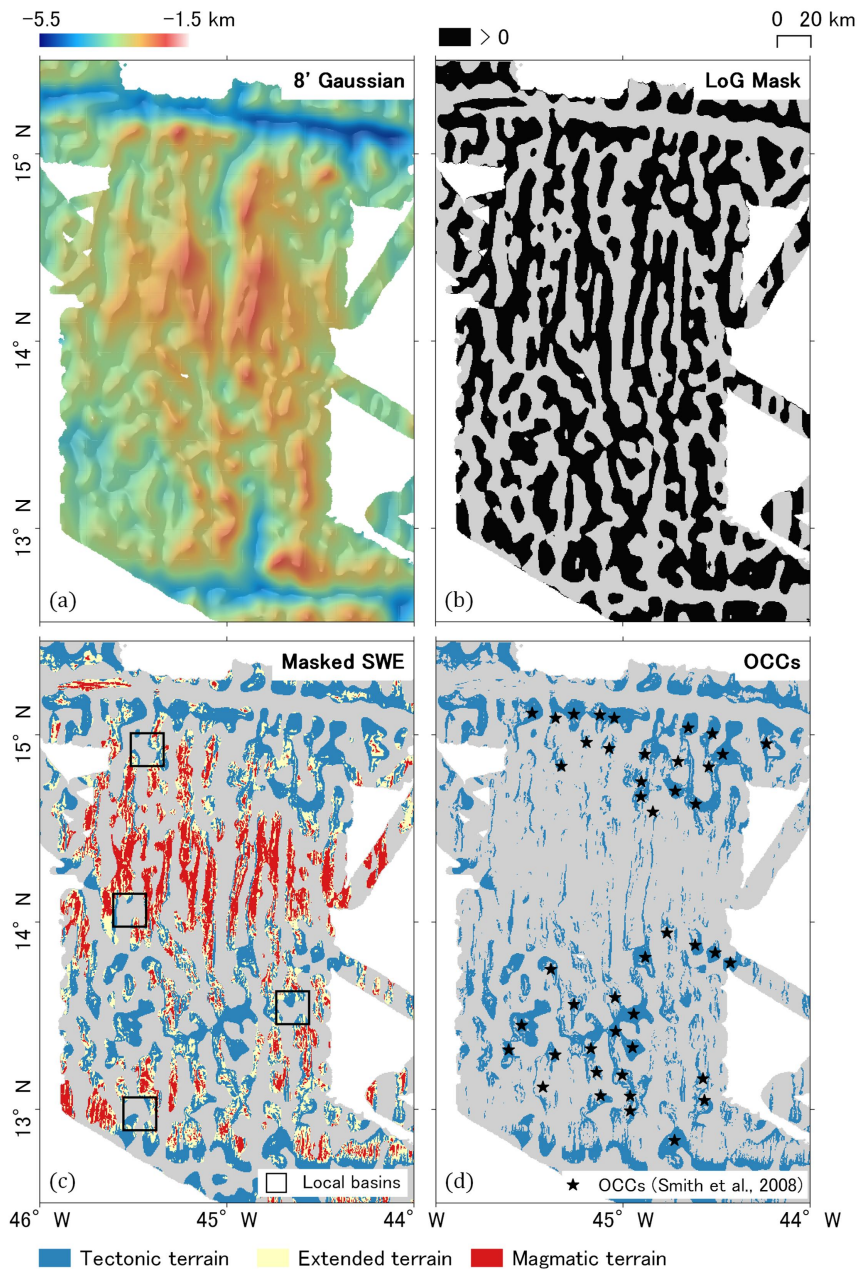 -5.5 -1.5 km
> 0
0 20 km
8' Gaussian
LoG Mask
15° N
14° N
13° N
(a)
(b)
Masked SWE
OCCs
15° N
14° N
13° N
(c)
Local basins
(d)
OCCs (Smith et al., 2008)
46° W 45° W 44° W 45° W 44° W
Tectonic terrain Extended terrain Magmatic terrain